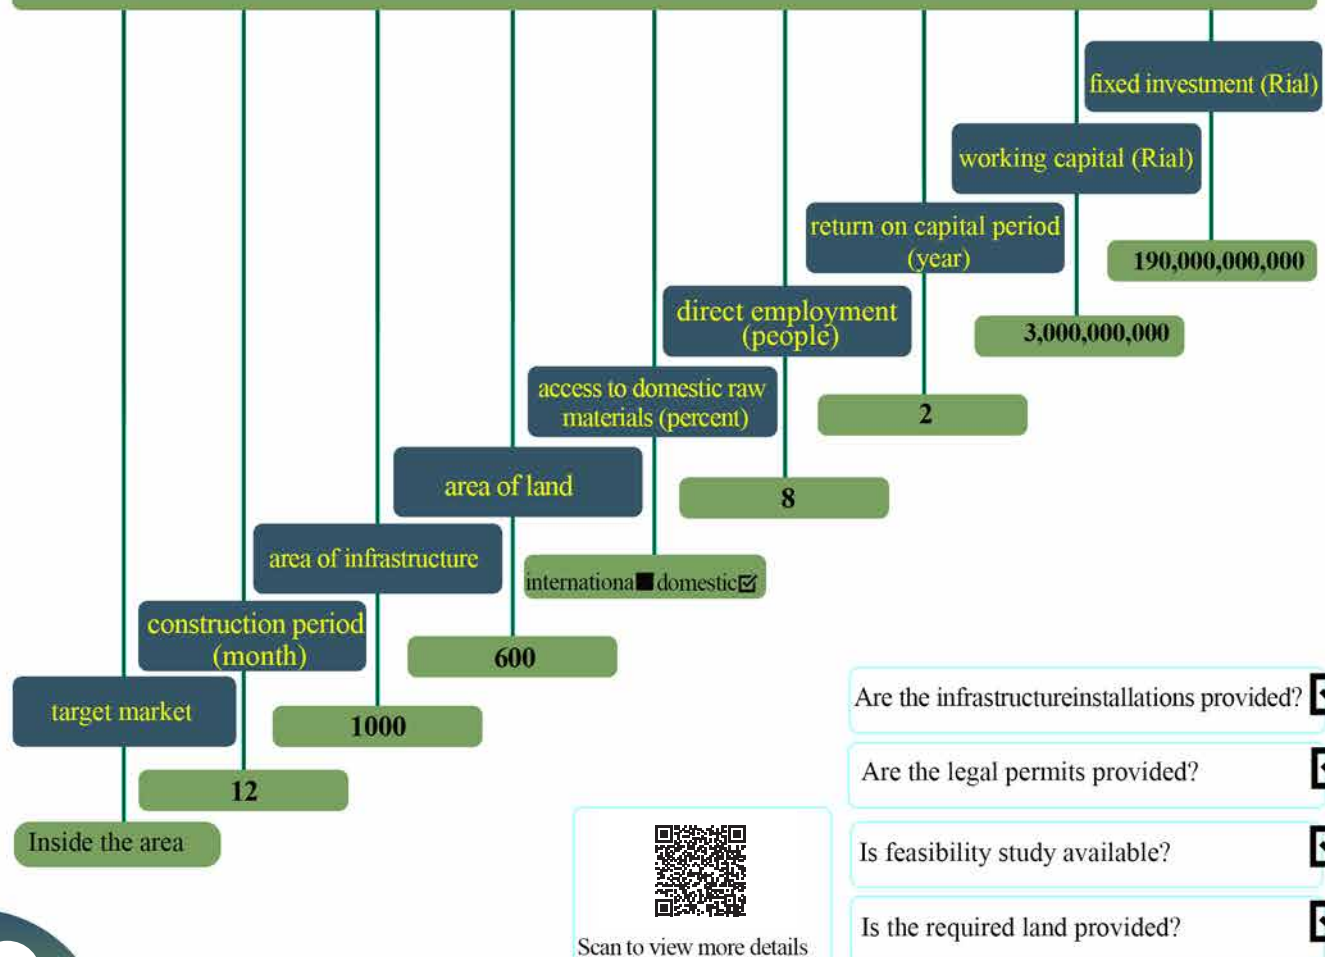 fixed investment (Rial)
190,000,000,000
working capital (Rial)
3,000,000,000
return on capital period
(year)
2
direct employment
(people)
8
access to domestic raw
materials (percent)
internationa■domestic☑
area of land
600
area of infrastructure
1000
construction period
(month)
12
target market
Inside the area
Are the infrastructureinstallations provided?
Are the legal permits provided?
Is feasibility study available?
Is the required land provided?
Scan to view more details